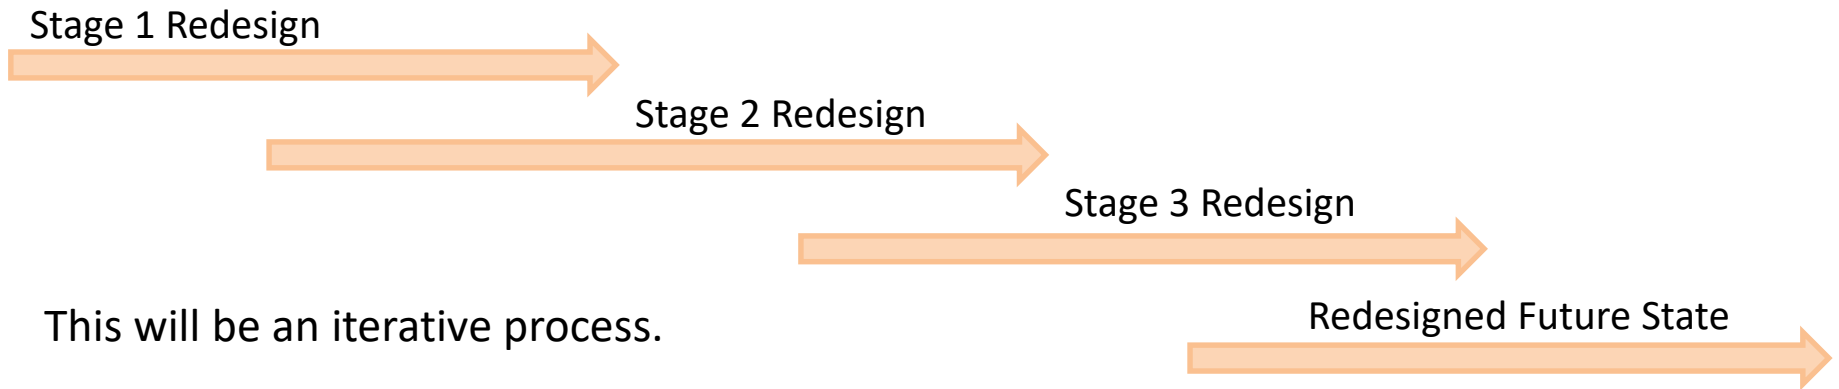 Stage 1 Redesign
Stage 2 Redesign
Stage 3 Redesign
Redesigned Future State
This will be an iterative process.